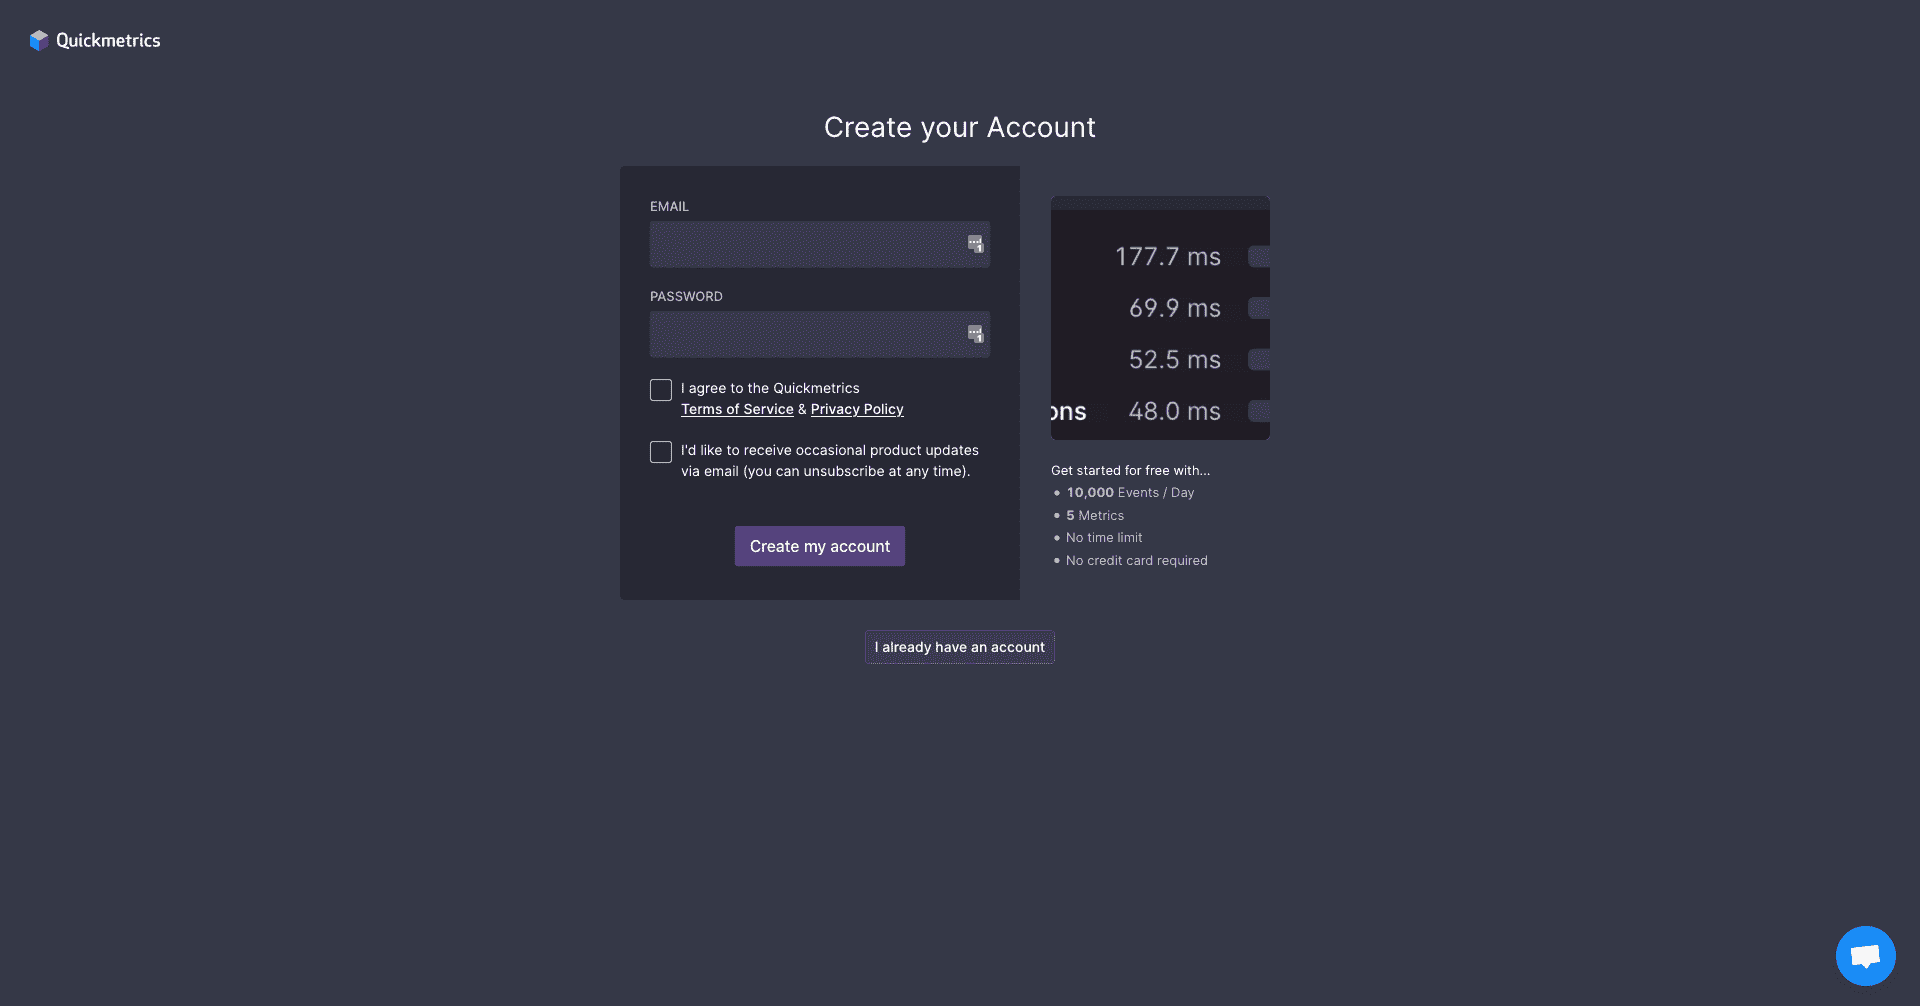 Quickmetrics
Create your Account
EMAIL
1
PASSWORD
1
I agree to the Quickmetrics
Terms of Service & Privacy Policy
I'd like to receive occasional product updates
via email (you can unsubscribe at any time).
Create my account
177.7 ms
69.9 ms
52.5 ms
ons 48.0 ms
Get started for free with...
• 10,000 Events / Day
• 5 Metrics
• No time limit
• No credit card required
I already have an account